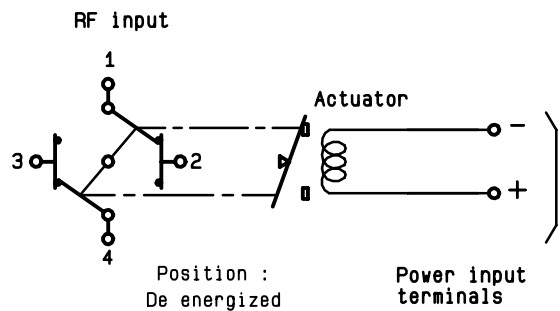 RF input
1
Actuator
-
3
2
+
4
Position :
De energized
Power input
terminals